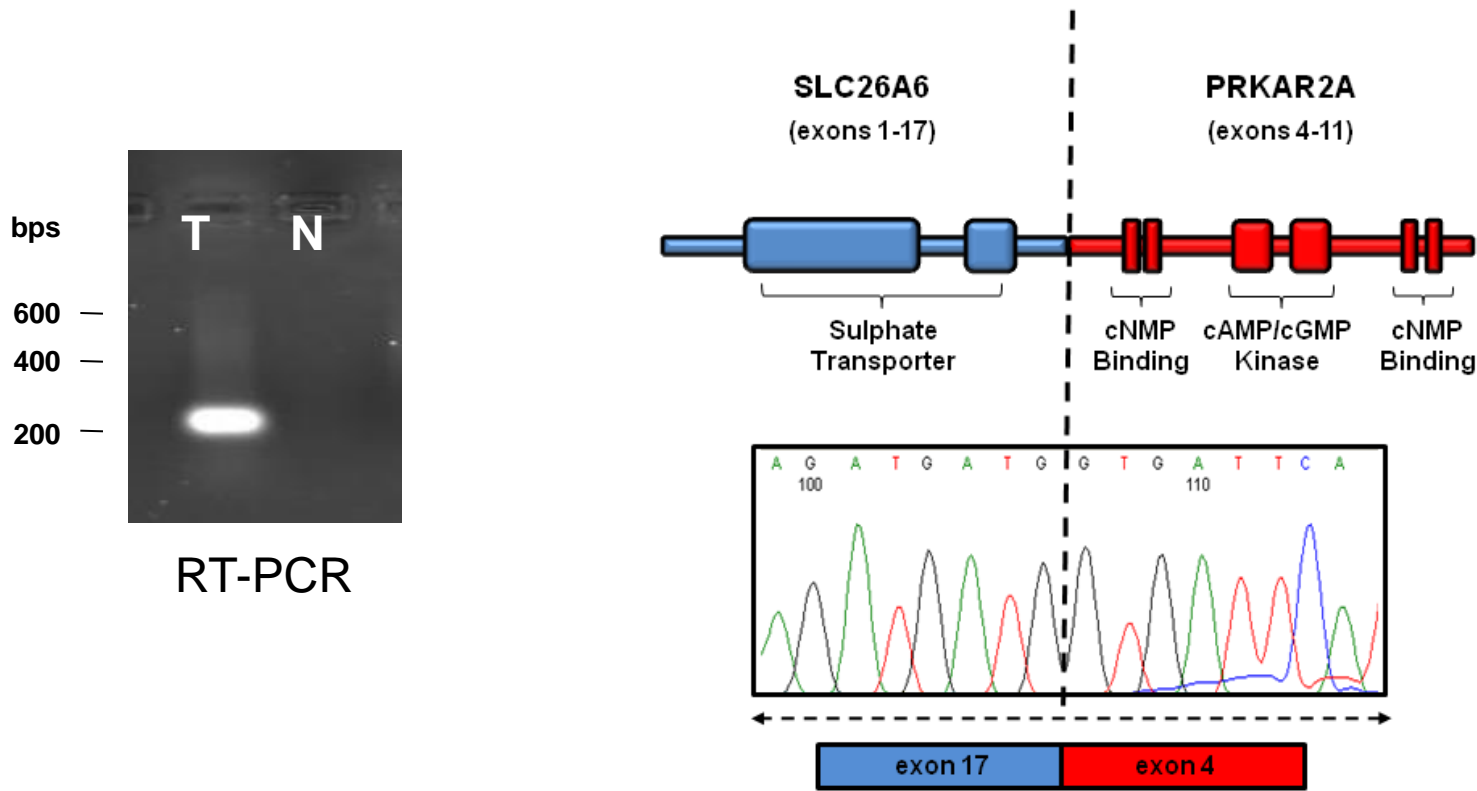 bps
T N
600
400
200
RT-PCR
SLC26A6
(exons 1-17)
PRKAR2A
(exons 4-11)
Sulphate
Transporter
cNMP
Binding
cAMP/cGMP
Kinase
cNMP
Binding
A G A T G A T G G T G A T T C A
100 110
exon 17 exon 4